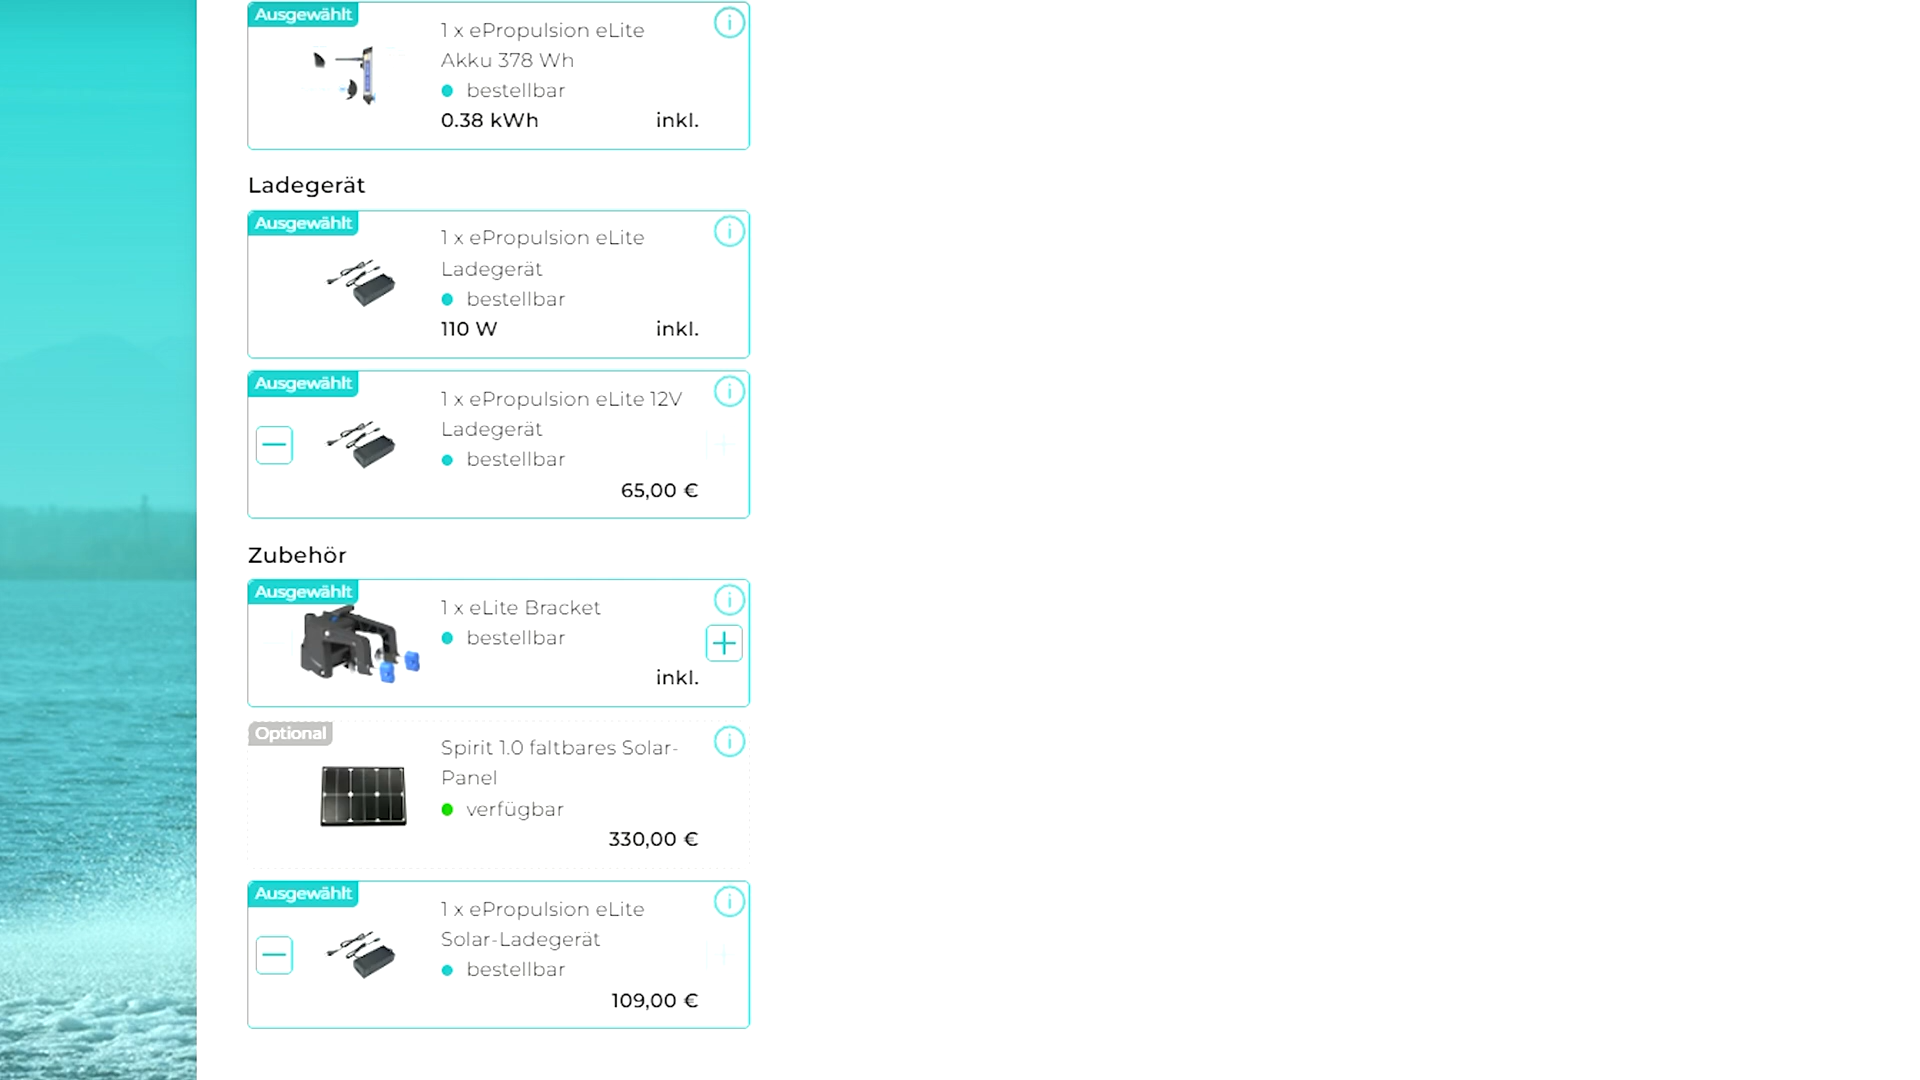 Ausgewählt
1 x ePropulsion eLite
Akku 378 Wh
bestellbar
0.38 kWh inkl.
Ladegerät
Ausgewählt
1 x ePropulsion eLite
Ladegerät
bestellbar
110 W inkl.
Ausgewählt
1 x ePropulsion eLite 12V
Ladegerät
bestellbar
65,00 €
Zubehör
Ausgewählt
1 x eLite Bracket
bestellbar
inkl.
Optional
Spirit 1.0 faltbares Solar-
Panel
verfügbar
330,00 €
Ausgewählt
1 x ePropulsion eLite
Solar-Ladegerät
bestellbar
109,00 €